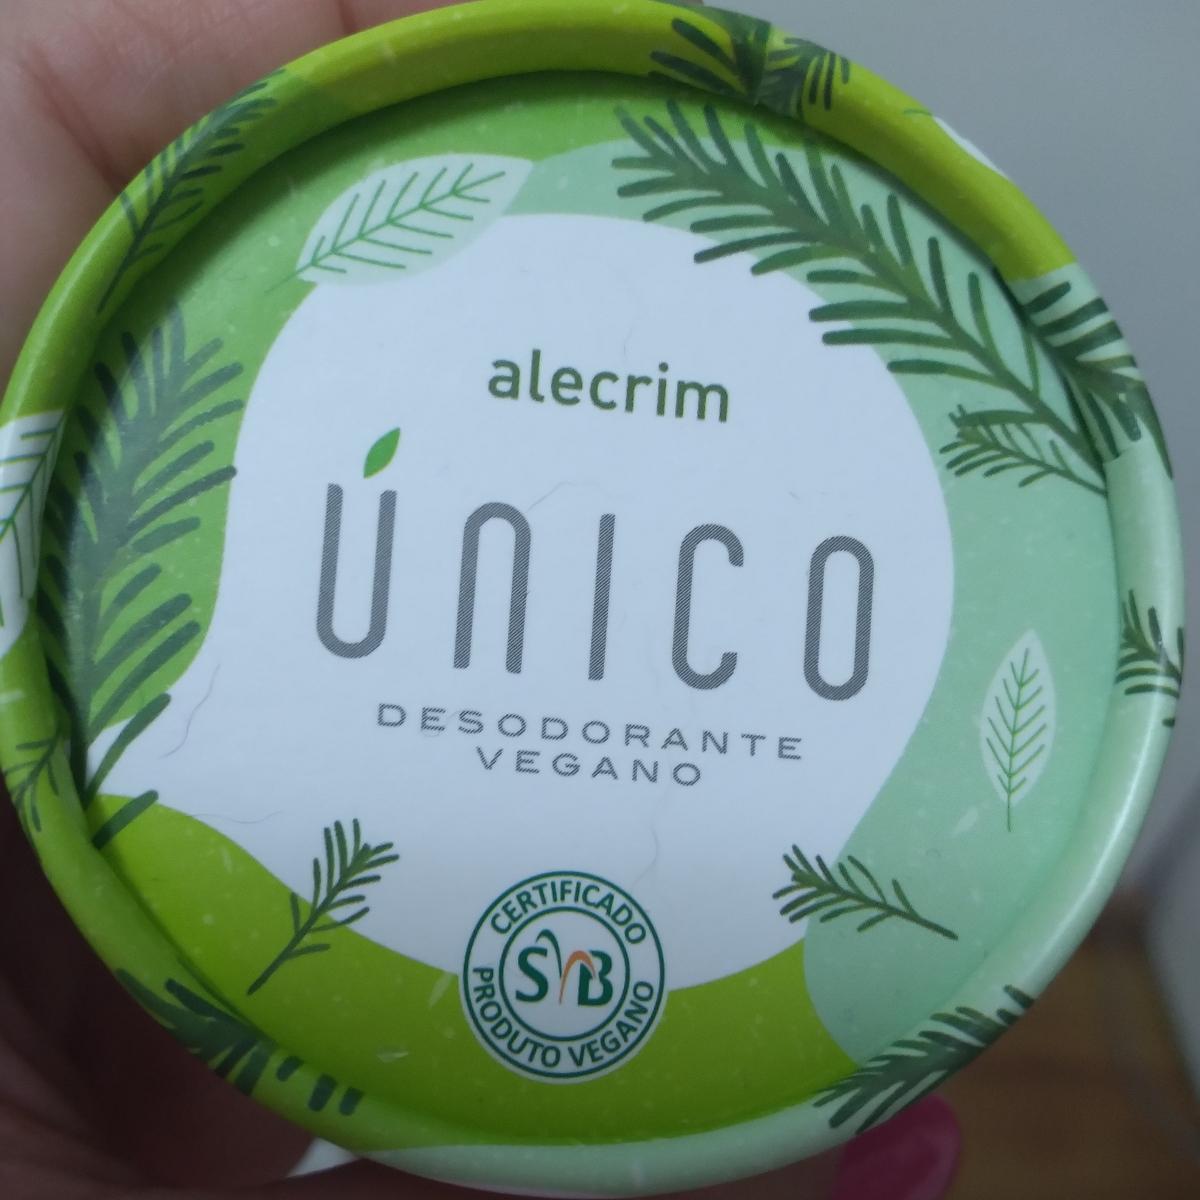 alecrim
ÚNICO
DESODORANTE
VEGANO
CERTIFICADO
SVB
PRODUTO VEGANO